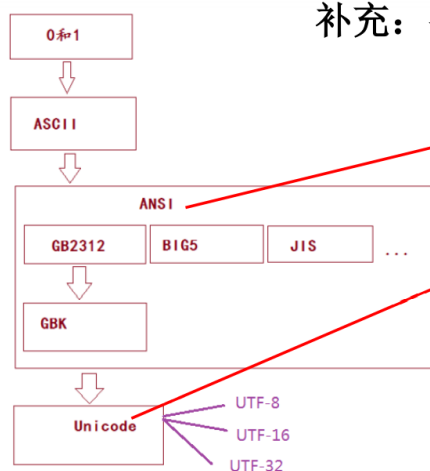 补充：
0和1
ASCII
ANSI
GB2312 BIG5 JIS ...
GBK
Unicode
UTF-8
UTF-16
UTF-32